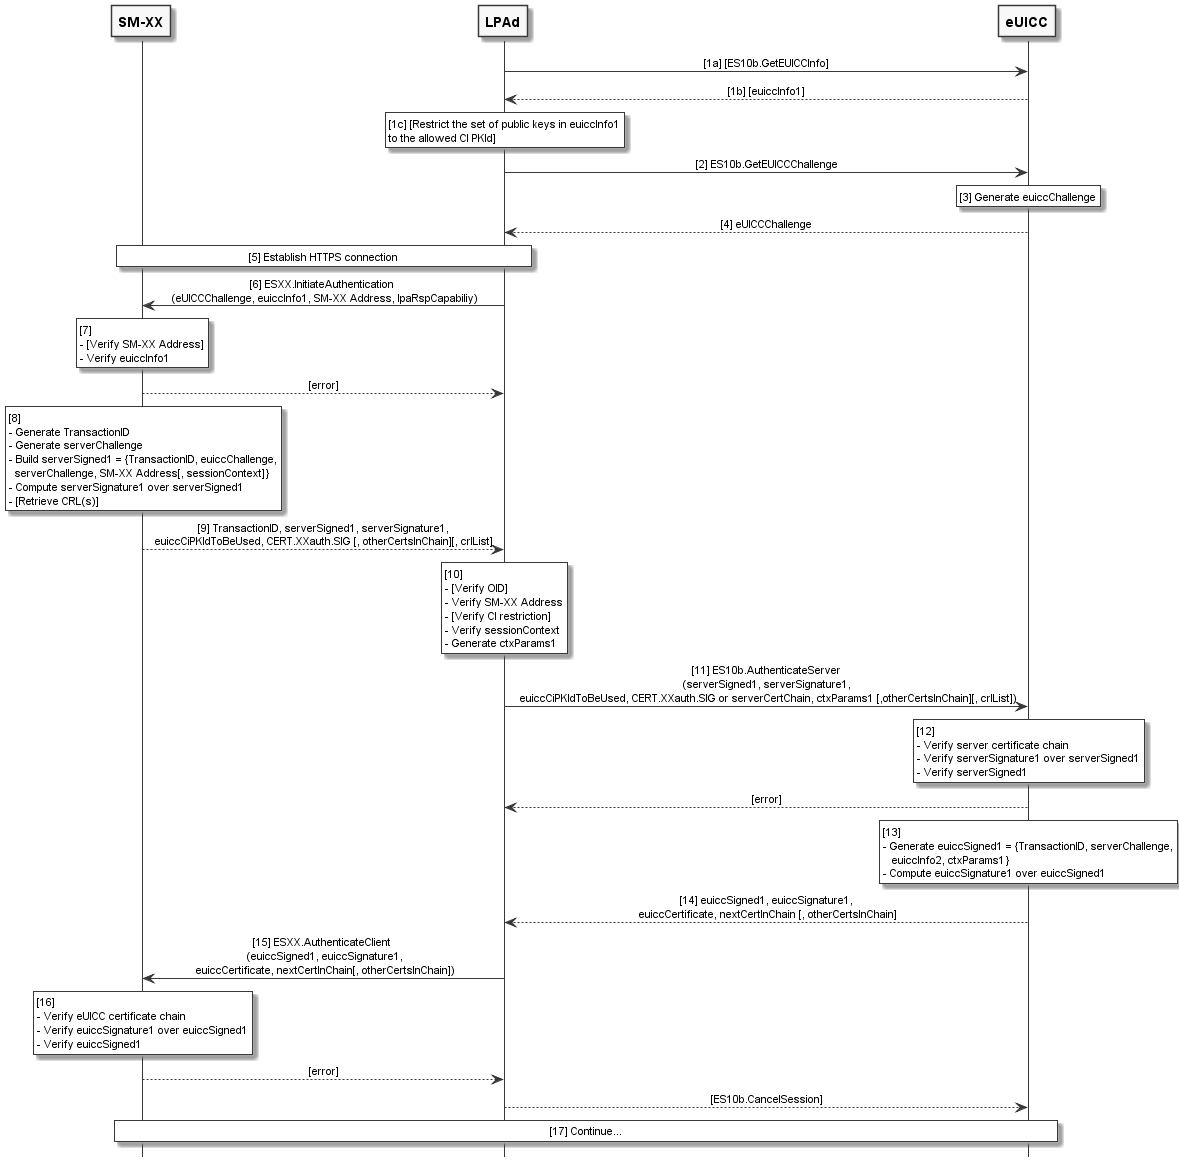 SM-XX
LPAd
eUICC
[1a] [ES10b.GetEUICCInfo]
[1b] [euiccInfo1]
[1c] [Restrict the set of public keys in euiccInfo1
to the allowed CI PKId]
[2] ES10b.GetEUICCChallenge
[3] Generate euiccChallenge
[4] eUICCChallenge
[5] Establish HTTPS connection
[6] ESXX.InitiateAuthentication
(eUICCChallenge, euiccInfo1, SM-XX Address, lpaRspCapabiliy)
[7]
- [Verify SM-XX Address]
- Verify euiccInfo1
[error]
[8]
- Generate TransactionID
- Generate serverChallenge
- Build serverSigned1 = {TransactionID, euiccChallenge,
serverChallenge, SM-XX Address[, sessionContext]}
- Compute serverSignature1 over serverSigned1
- [Retrieve CRL(s)]
[9] TransactionID, serverSigned1, serverSignature1,
euiccCiPKIdToBeUsed, CERT.XXauth.SIG [, otherCertsInChain][, crlList]
[10]
- [Verify OID]
- Verify SM-XX Address
- [Verify CI restriction]
- Verify sessionContext
- Generate ctxParams1
[11] ES10b.AuthenticateServer
(serverSigned1, serverSignature1,
euiccCiPKIdToBeUsed, CERT.XXauth.SIG or serverCertChain, ctxParams1 [,otherCertsInChain][, crlList])
[12]
- Verify server certificate chain
- Verify serverSignature1 over serverSigned1
- Verify serverSigned1
[error]
[13]
- Generate euiccSigned1 = {TransactionID, serverChallenge,
euiccInfo2, ctxParams1}
- Compute euiccSignature1 over euiccSigned1
[14] euiccSigned1, euiccSignature1,
euiccCertificate, nextCertInChain [, otherCertsInChain]
[15] ESXX.AuthenticateClient
(euiccSigned1, euiccSignature1,
euiccCertificate, nextCertInChain[, otherCertsInChain])
[16]
- Verify eUICC certificate chain
- Verify euiccSignature1 over euiccSigned1
- Verify euiccSigned1
[error]
[ES10b.CancelSession]
[17] Continue...